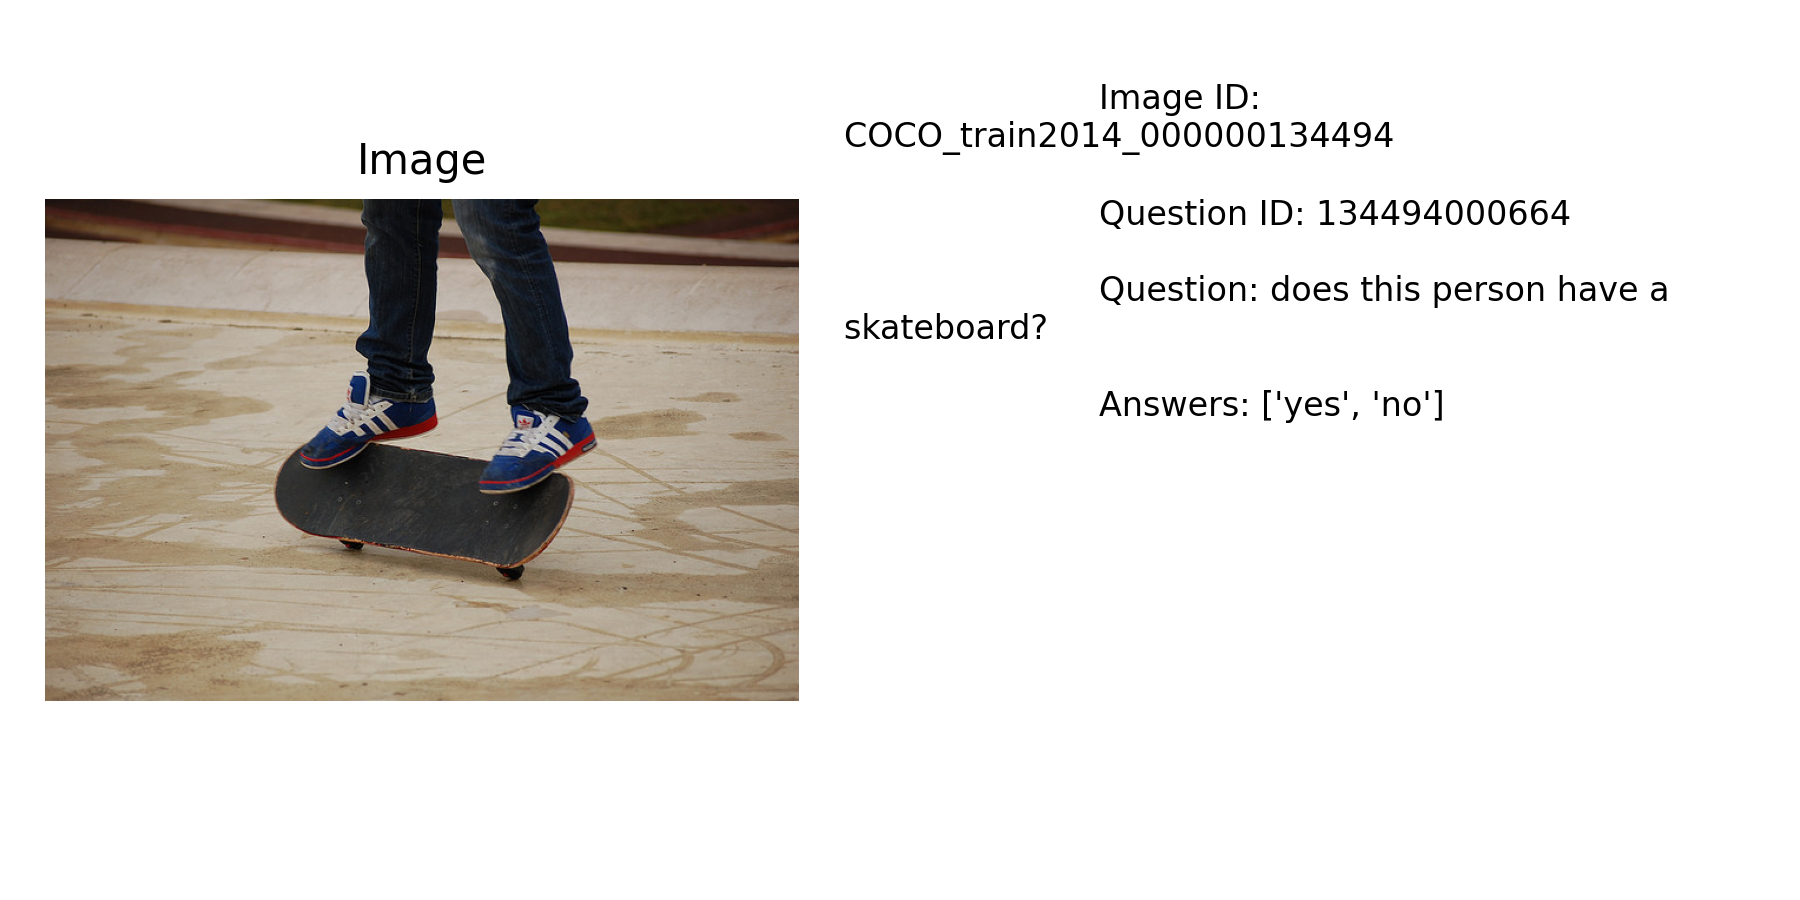 Image
Image ID:
COCO_train2014_000000134494
Question ID: 134494000664
Question: does this person have a
skateboard?
Answers: ['yes', 'no']